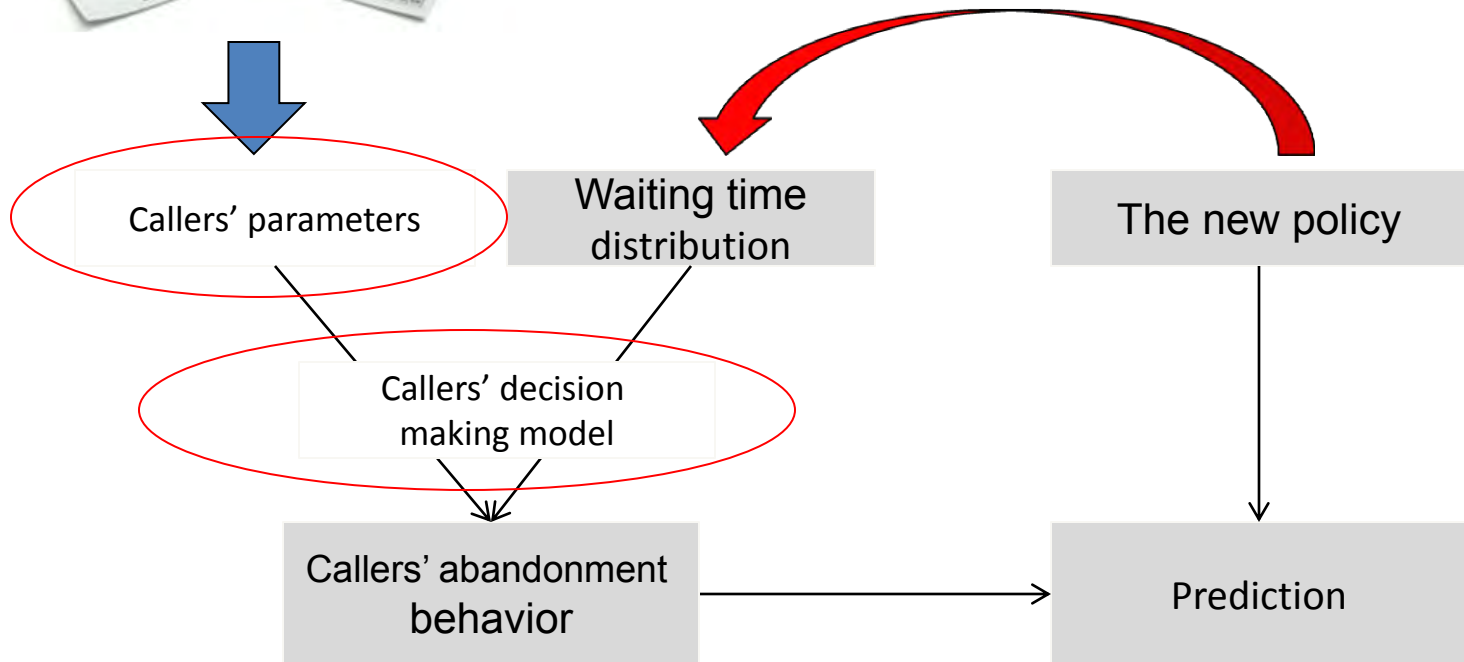 Callers’ parameters
Waiting time
distribution
The new policy
Callers’ decision
making model
Callers’ abandonment
behavior
Prediction